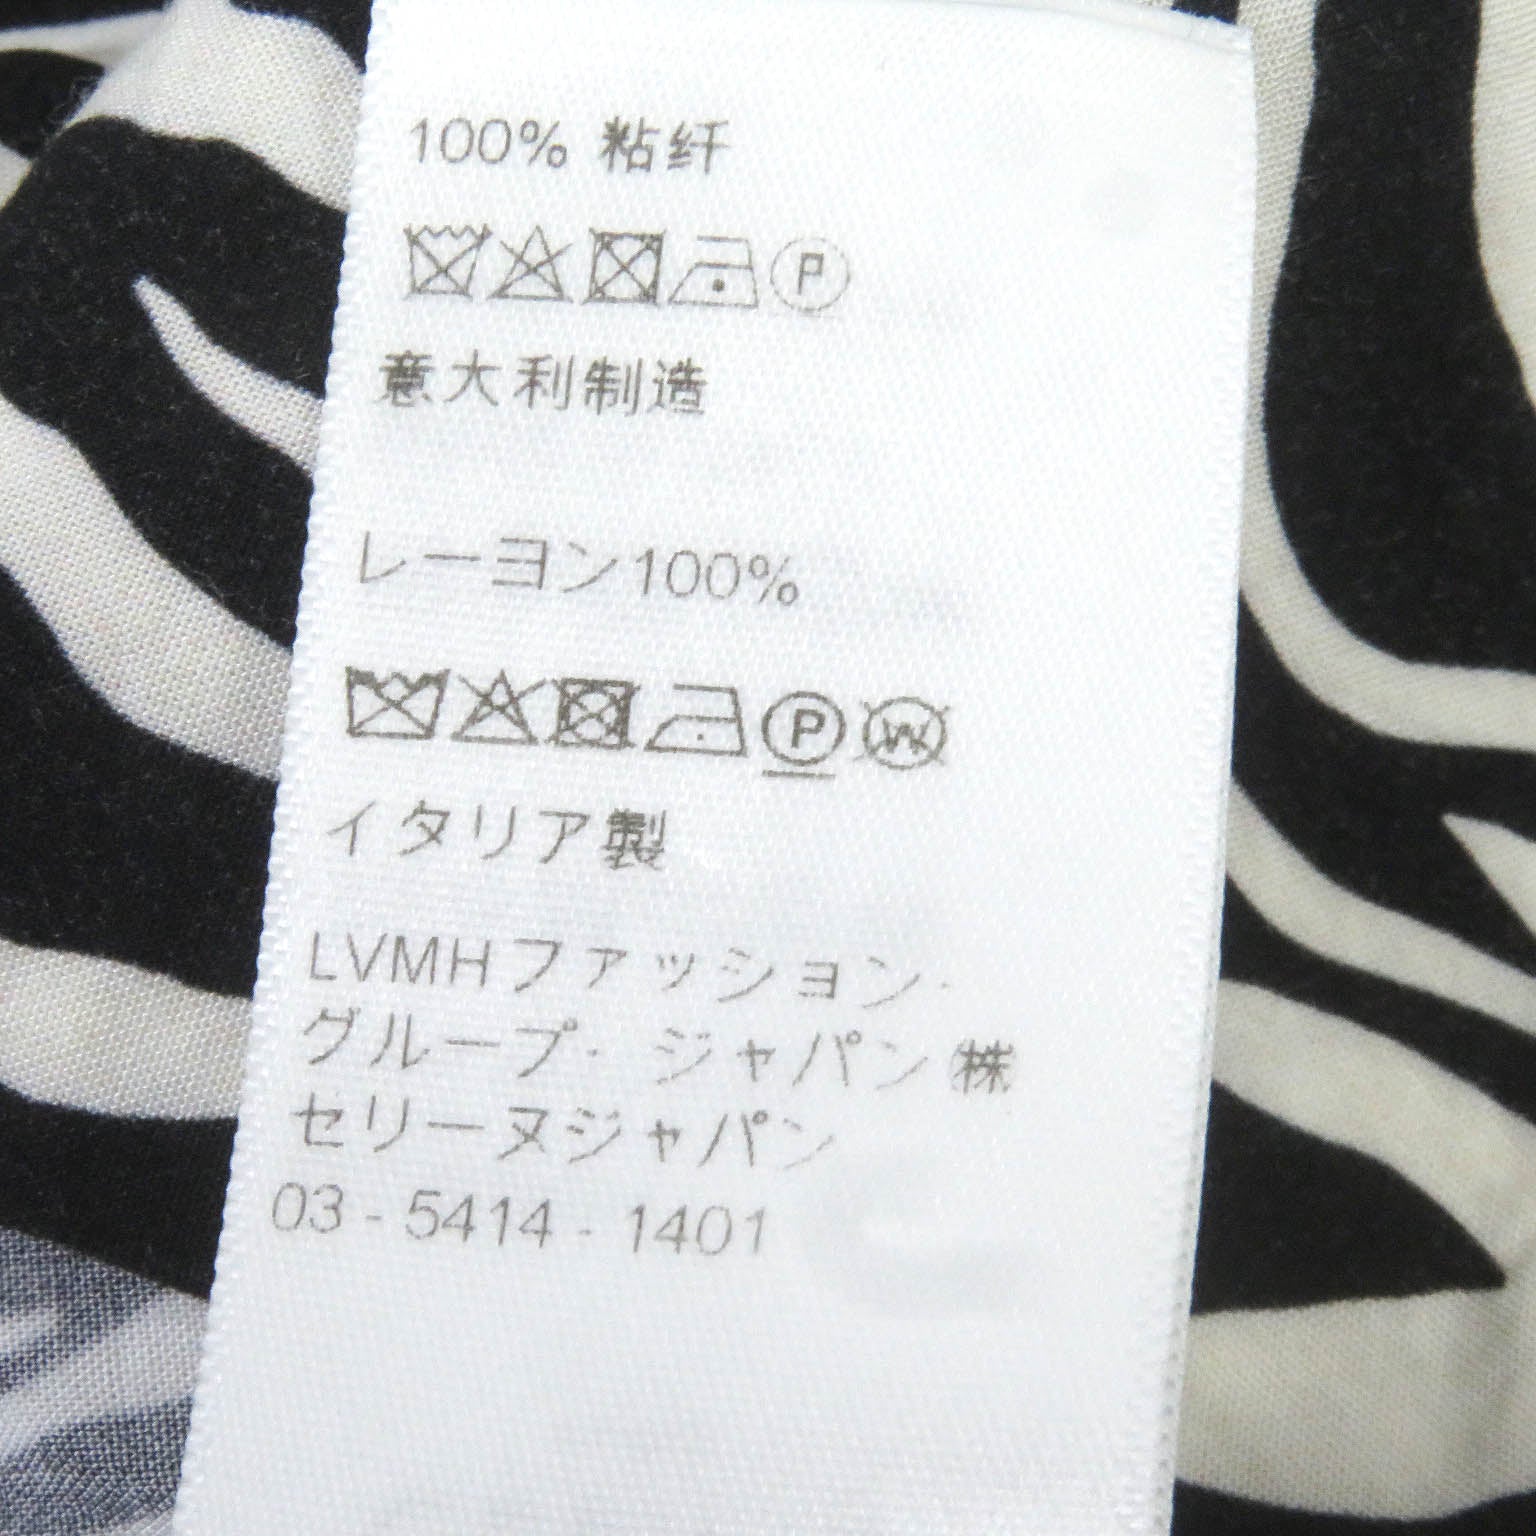 100% 粘纤
P
意大利制造
レーヨン100%
P W
イタリア製
LVMHファッション・
グループ・ジャパン㈱
セリーヌジャパン
03-5414-1401